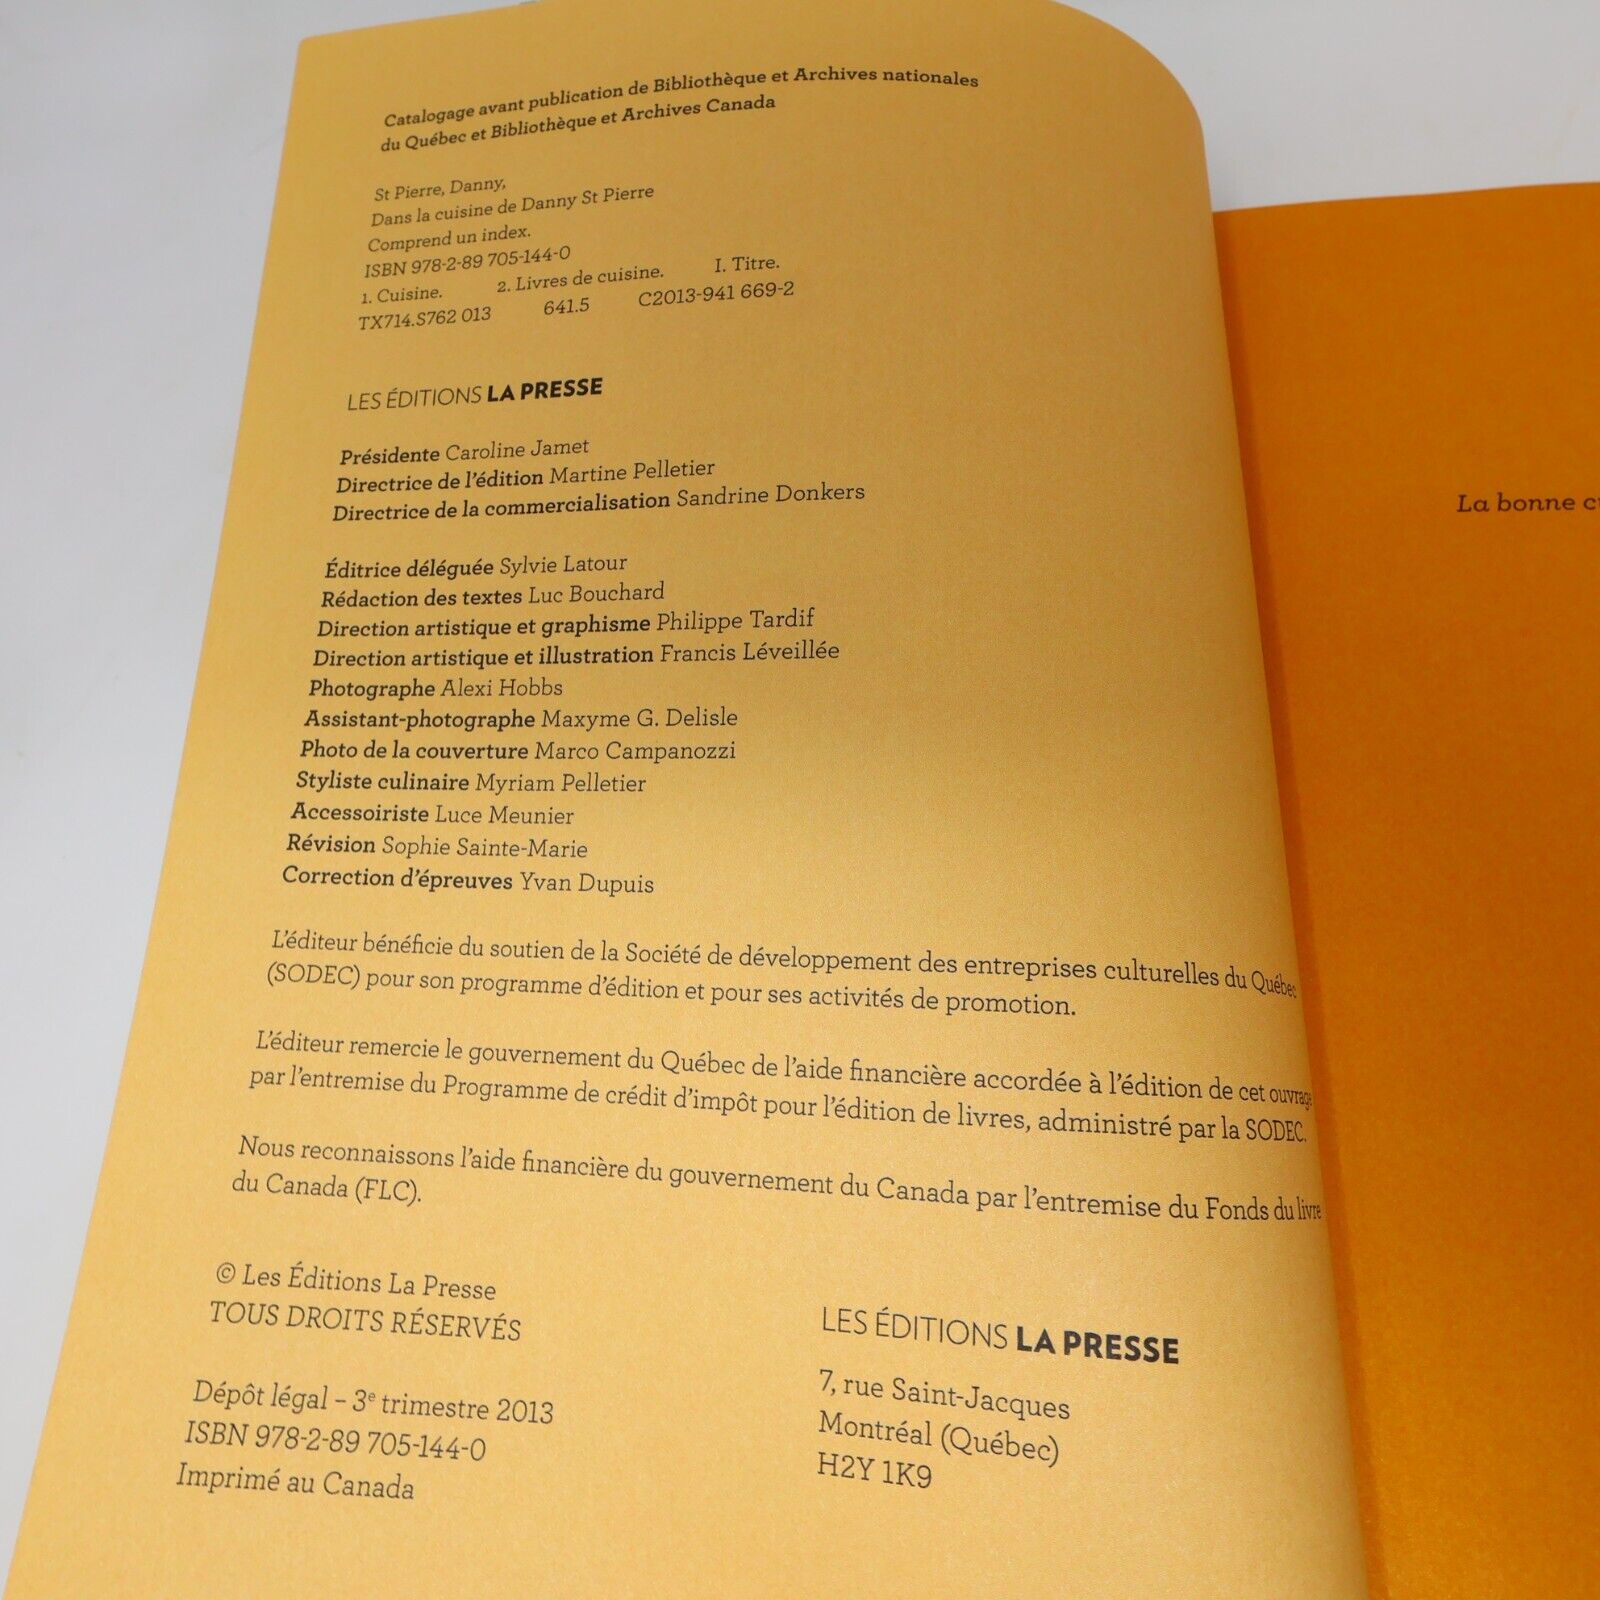 Catalogage avant publication de Bibliothèque et Archives nationales
du Québec et Bibliothèque et Archives Canada
St Pierre, Danny,
Dans la cuisine de Danny St Pierre
Comprend un index.
ISBN 978-2-89 705-144-0
1. Cuisine. 2. Livres de cuisine. I. Titre.
TX714.S762 013 641.5 C2013-941 669-2
LES ÉDITIONS LA PRESSE
Présidente Caroline Jamet
Directrice de l'édition Martine Pelletier
Directrice de la commercialisation Sandrine Donkers
Éditrice déléguée Sylvie Latour
Rédaction des textes Luc Bouchard
Direction artistique et graphisme Philippe Tardif
Direction artistique et illustration Francis Léveillée
Photographe Alexi Hobbs
Assistant-photographe Maxyme G. Delisle
Photo de la couverture Marco Campanozzi
Styliste culinaire Myriam Pelletier
Accessoiriste Luce Meunier
Révision Sophie Sainte-Marie
Correction d'épreuves Yvan Dupuis
L'éditeur bénéficie du soutien de la Société de développement des entreprises culturelles du Québec
(SODEC) pour son programme d'édition et pour ses activités de promotion.
L'éditeur remercie le gouvernement du Québec de l'aide financière accordée à l'édition de cet ouvrage
par l'entremise du Programme de crédit d'impôt pour l'édition de livres, administré par la SODEC.
Nous reconnaissons l'aide financière du gouvernement du Canada par l'entremise du Fonds du livre
du Canada (FLC).
© Les Éditions La Presse
TOUS DROITS RÉSERVÉS
Dépôt légal – 3e trimestre 2013
ISBN 978-2-89 705-144-0
Imprimé au Canada
LES ÉDITIONS LA PRESSE
7, rue Saint-Jacques
Montréal (Québec)
H2Y 1K9
La bonne